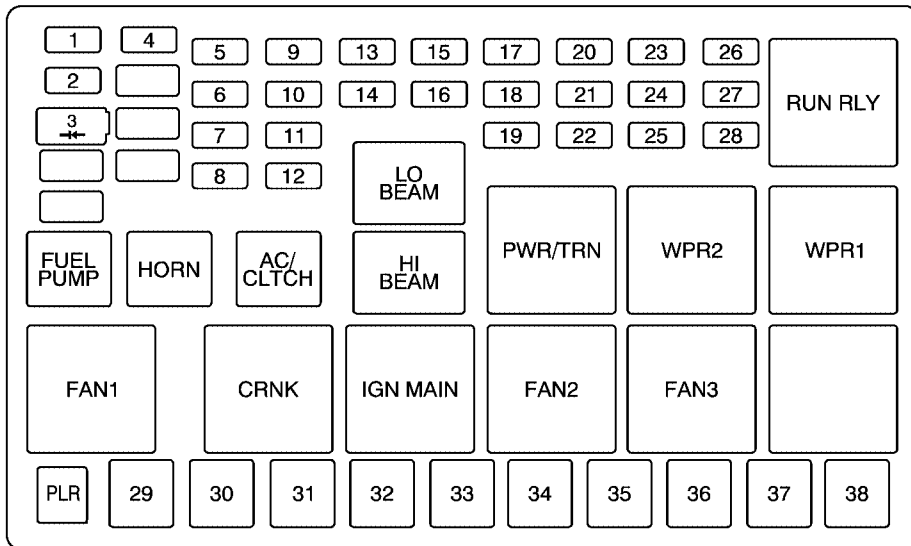 1
4
5
9
13
15
17
20
23
26
2
6
10
14
16
18
21
24
27
RUN RLY
3
7
11
19
22
25
28
8
12
LO
BEAM
FUEL
PUMP
HORN
AC/
CLTCH
HI
BEAM
PWR/TRN
WPR2
WPR1
FAN1
CRNK
IGN MAIN
FAN2
FAN3
PLR
29
30
31
32
33
34
35
36
37
38